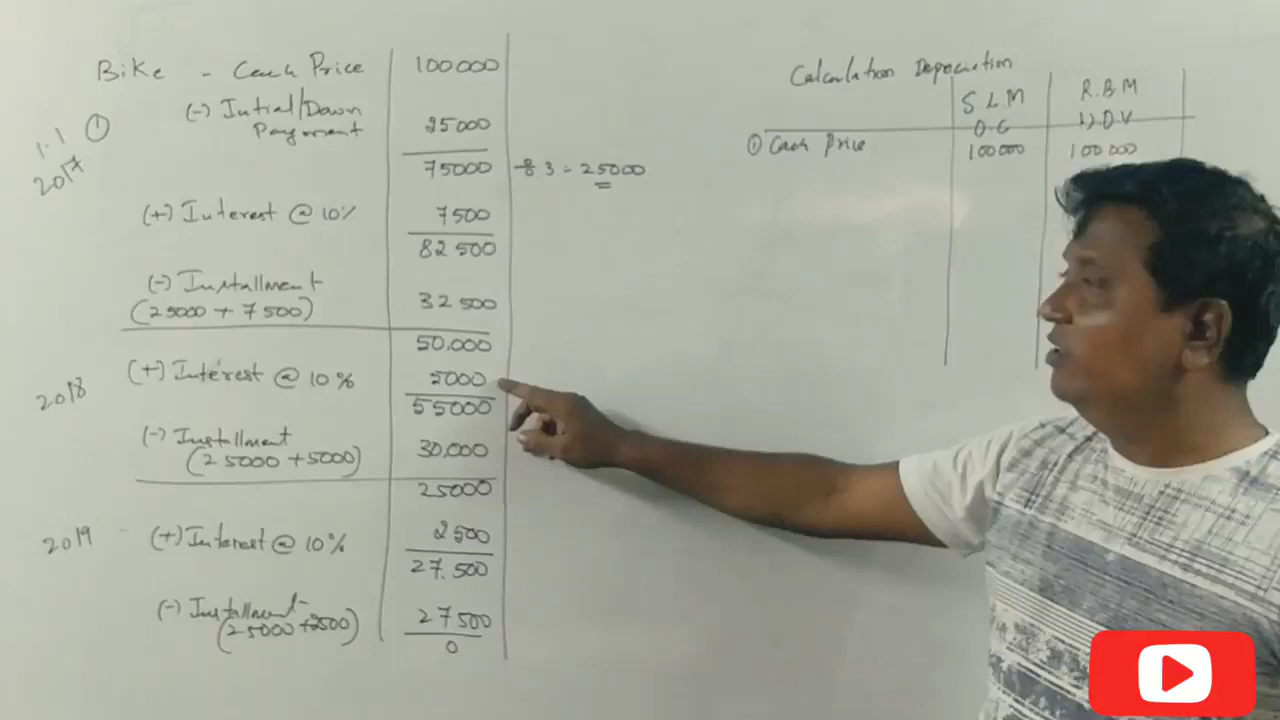 Bike - Cash Price 100000
(-) Initial/Down
Payment 25000
1.1
2017
1
75000 ÷ 3 = 25000
(+) Interest @ 10% 7500
82500
(-) Installment
(25000 + 7500) 32500
50,000
2018 (+) Interest @ 10% 5000
55000
(-) Installment
(25000 + 5000) 30,000
25000
2019 - (+) Interest @ 10% 2500
27,500
(-) Installment
(25000 + 2500) 27500
0
Calculation Depreciation
S L M R.B.M
O.C W.D.V
① Cash Price 100000 100000